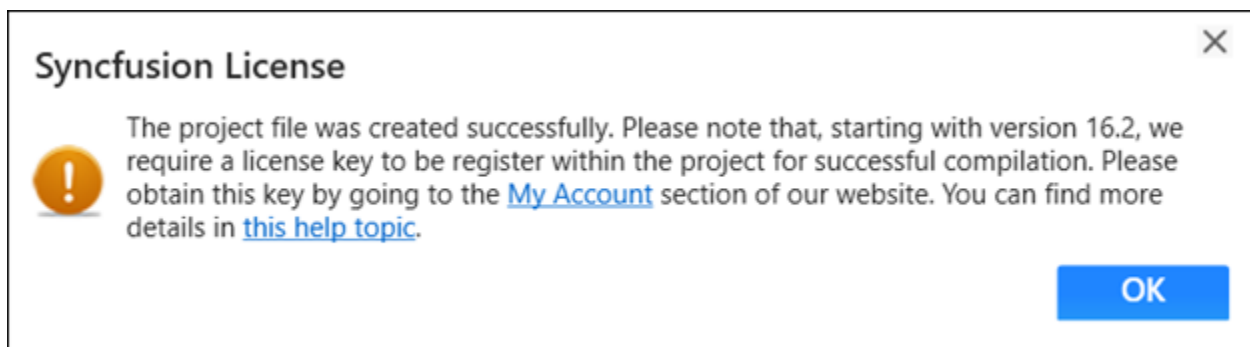 Syncfusion License
The project file was created successfully. Please note that, starting with version 16.2, we
require a license key to be register within the project for successful compilation. Please
obtain this key by going to the My Account section of our website. You can find more
details in this help topic.
OK